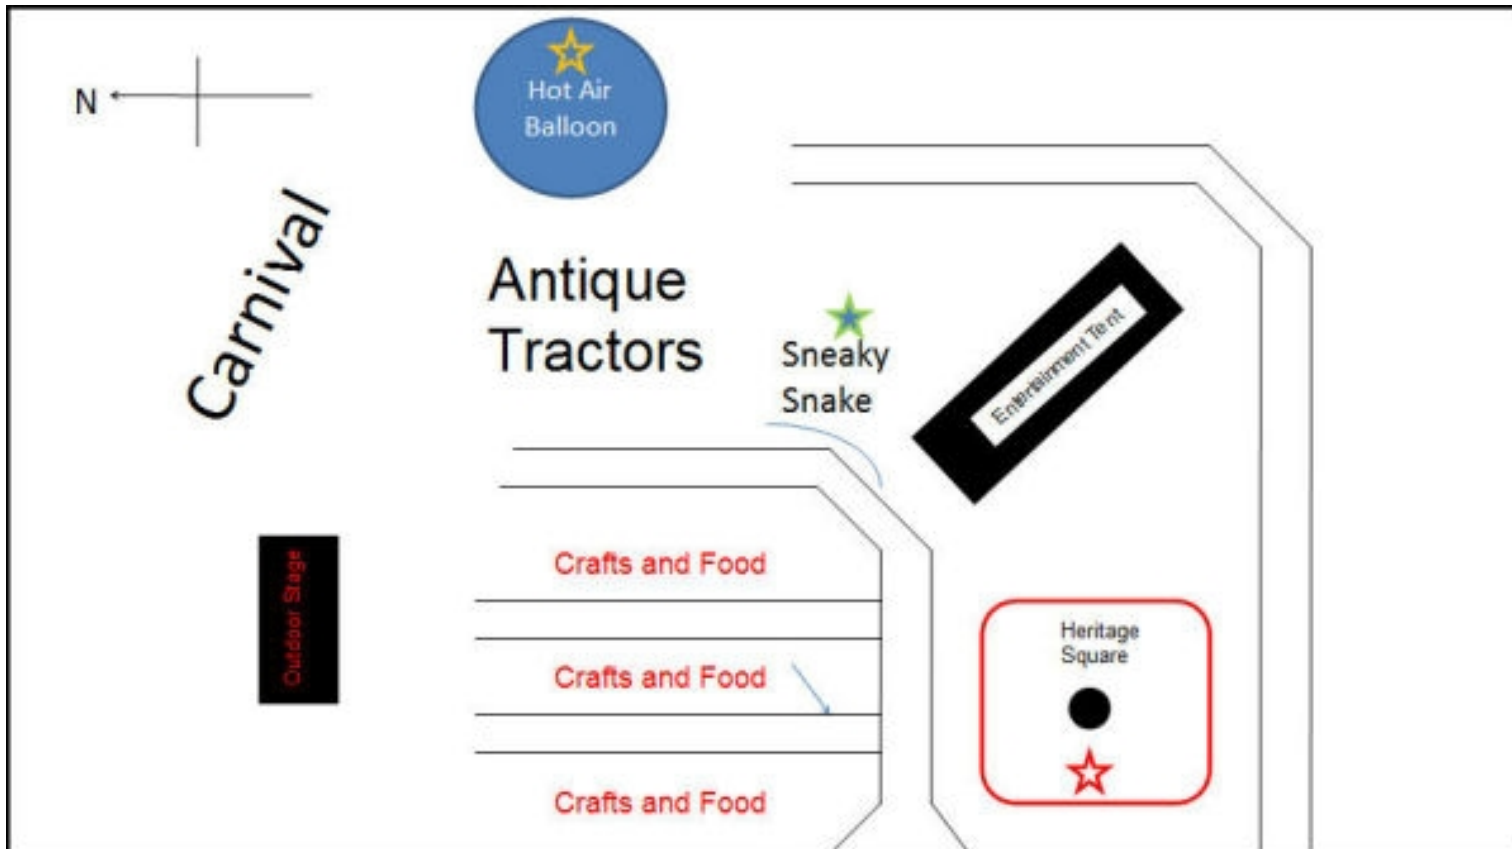 N
Hot Air
Balloon
Carnival
Antique
Tractors
Sneaky
Snake
Entertainment Tent
Crafts and Food
Outdoor Stage
Crafts and Food
Heritage
Square
Crafts and Food